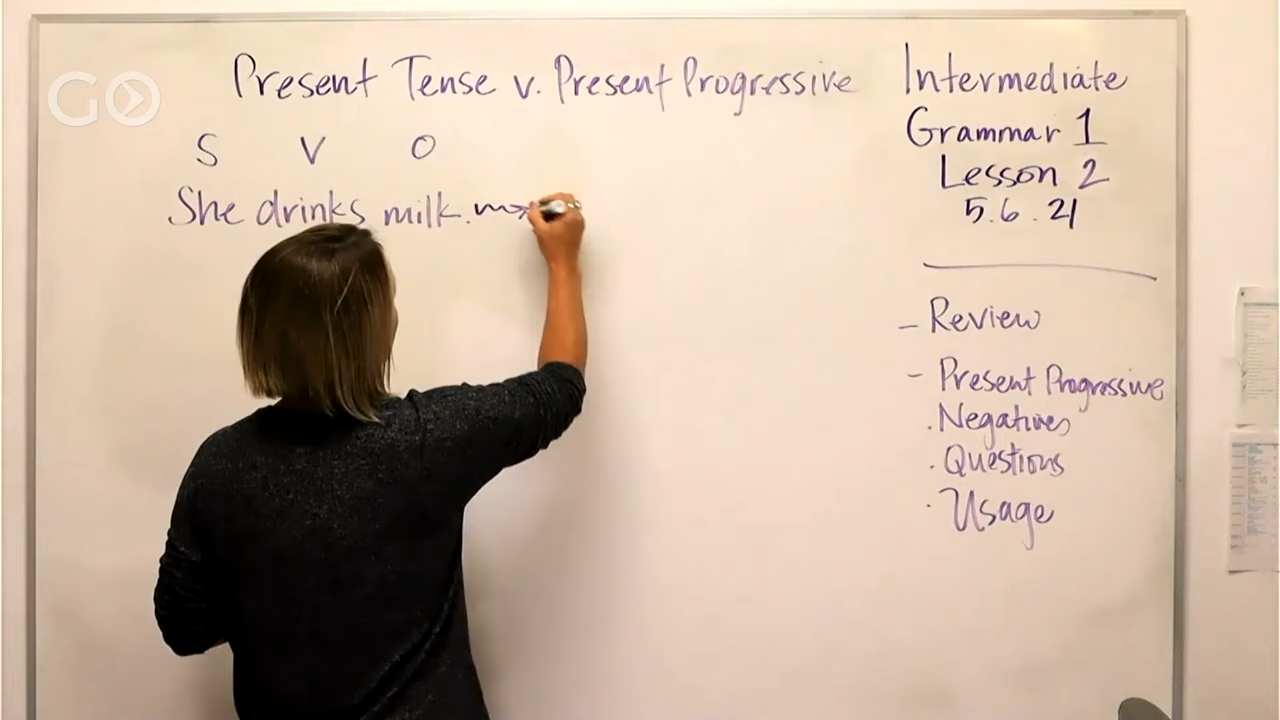 GO
Present Tense v. Present Progressive
S V O
She drinks milk.
Intermediate
Grammar 1
Lesson 2
5.6.21
- Review
- Present Progressive
. Negatives
. Questions
. Usage